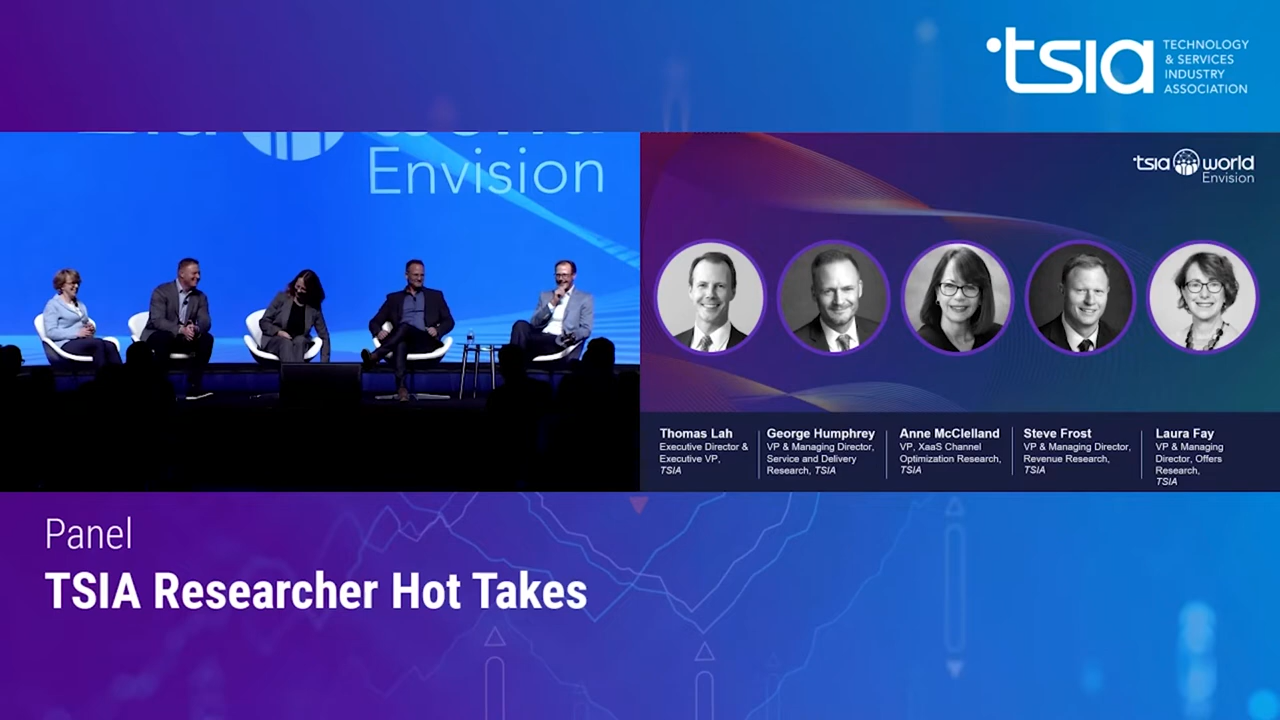 tsia
TECHNOLOGY
& SERVICES
INDUSTRY
ASSOCIATION
Envision
tsia world
Envision
Thomas Lah
Executive Director &
Executive VP,
TSIA
George Humphrey
VP & Managing Director,
Service and Delivery
Research, TSIA
Anne McClelland
VP, XaaS Channel
Optimization Research,
TSIA
Steve Frost
VP & Managing Director,
Revenue Research,
TSIA
Laura Fay
VP & Managing
Director, Offers
Research,
TSIA
Panel
TSIA Researcher Hot Takes